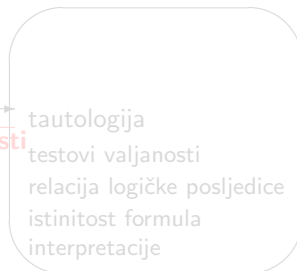 tautologija
sti
testovi valjanosti
relacija logičke posljedice
istinitost formula
interpretacije